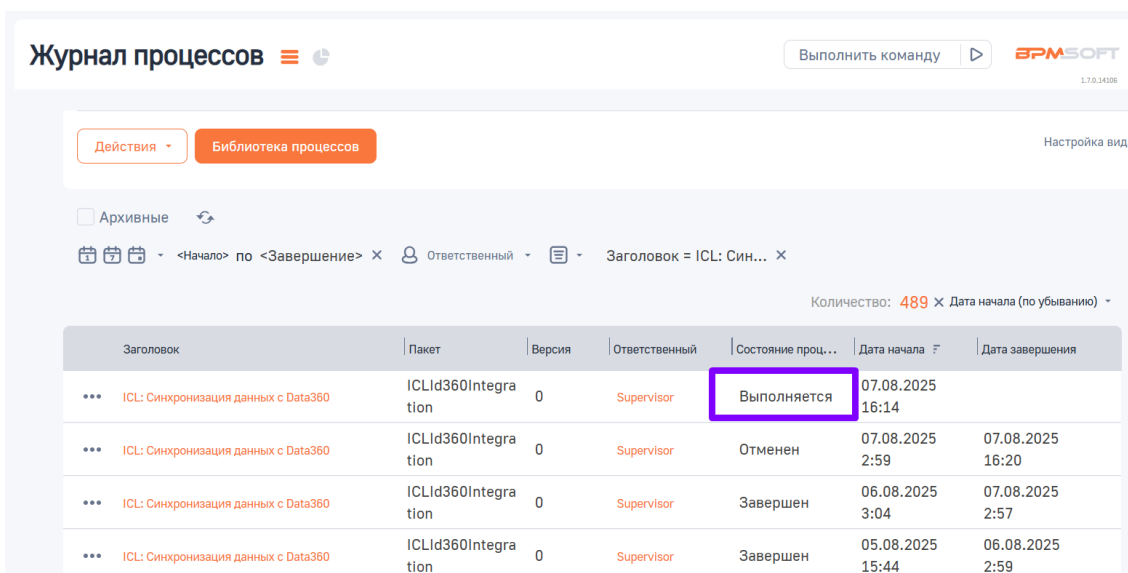 Журнал процессов
Выполнить команду
BPMSOFT
1.7.0.14106
Действия
Библиотека процессов
Настройка вид
Архивные
<Начало> по <Завершение> × Ответственный Заголовок = ICL: Син... ×
Количество: 489 × Дата начала (по убыванию)
Заголовок Пакет Версия Ответственный Состояние проц... Дата начала Дата завершения
ICL: Синхронизация данных с Data360 ICLId360Integra 0 Supervisor Выполняется 07.08.2025
tion 16:14
ICL: Синхронизация данных с Data360 ICLId360Integra 0 Supervisor Отменен 07.08.2025 07.08.2025
tion 2:59 16:20
ICL: Синхронизация данных с Data360 ICLId360Integra 0 Supervisor Завершен 06.08.2025 07.08.2025
tion 3:04 2:57
ICL: Синхронизация данных с Data360 ICLId360Integra 0 Supervisor Завершен 05.08.2025 06.08.2025
tion 15:44 2:59